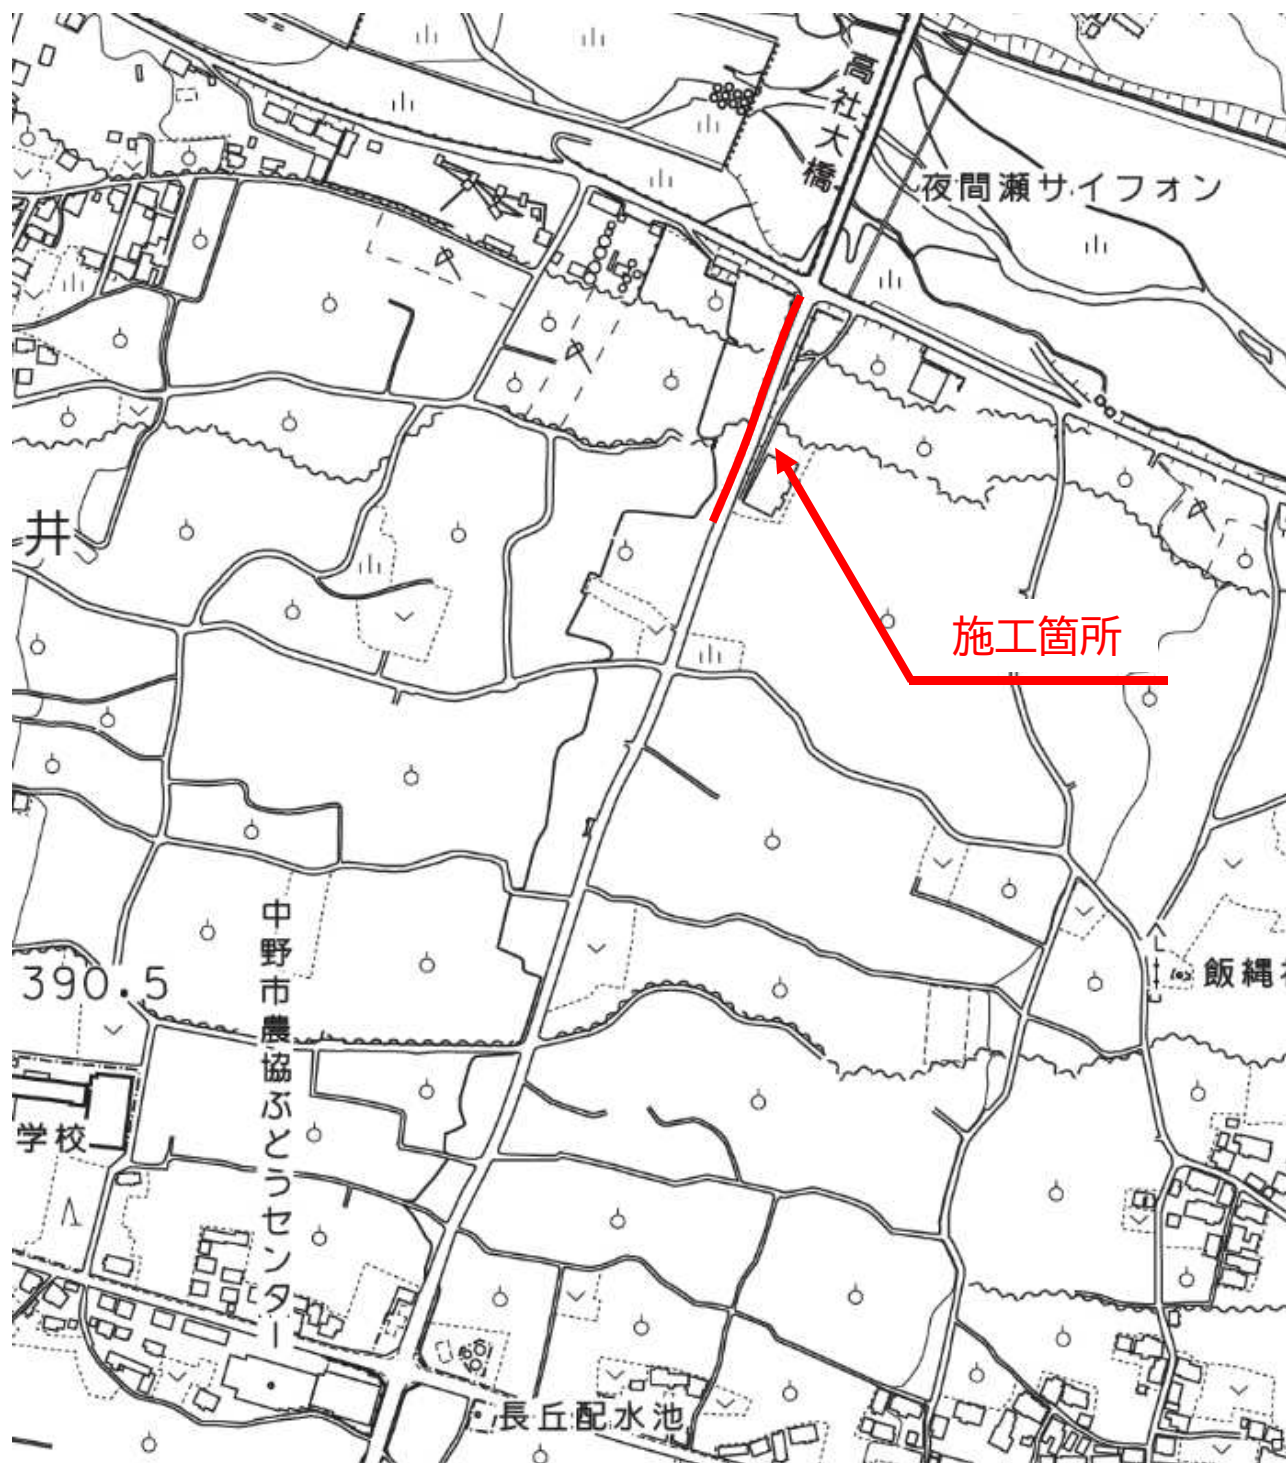 高社大橋
夜間瀬サイフォン
井
施工箇所
390.5
中野市農協ぶどうセンター
飯縄
学校
長丘配水池